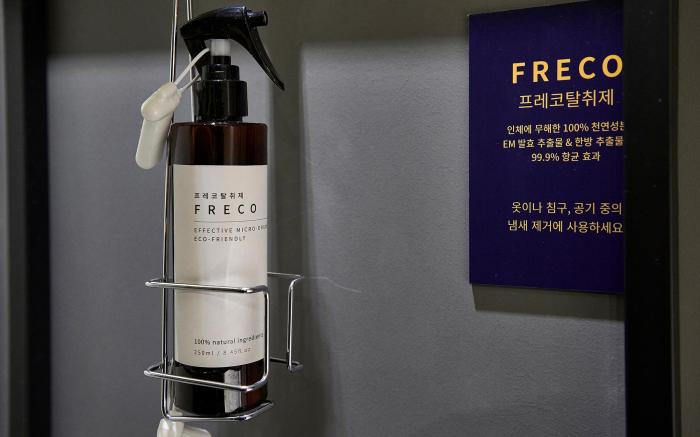 프레코탈취제
FRECO
EFFECTIVE
ECO-FRIENDLY
100% natural ingredients
250ml / 8.45fl oz
FRECO
프레코탈취제
인체에 무해한 100% 천연성분
EM 발효 추출물 & 한방 추출물
99.9% 항균 효과
옷이나 침구, 공기 중의
냄새 제거에 사용하세요